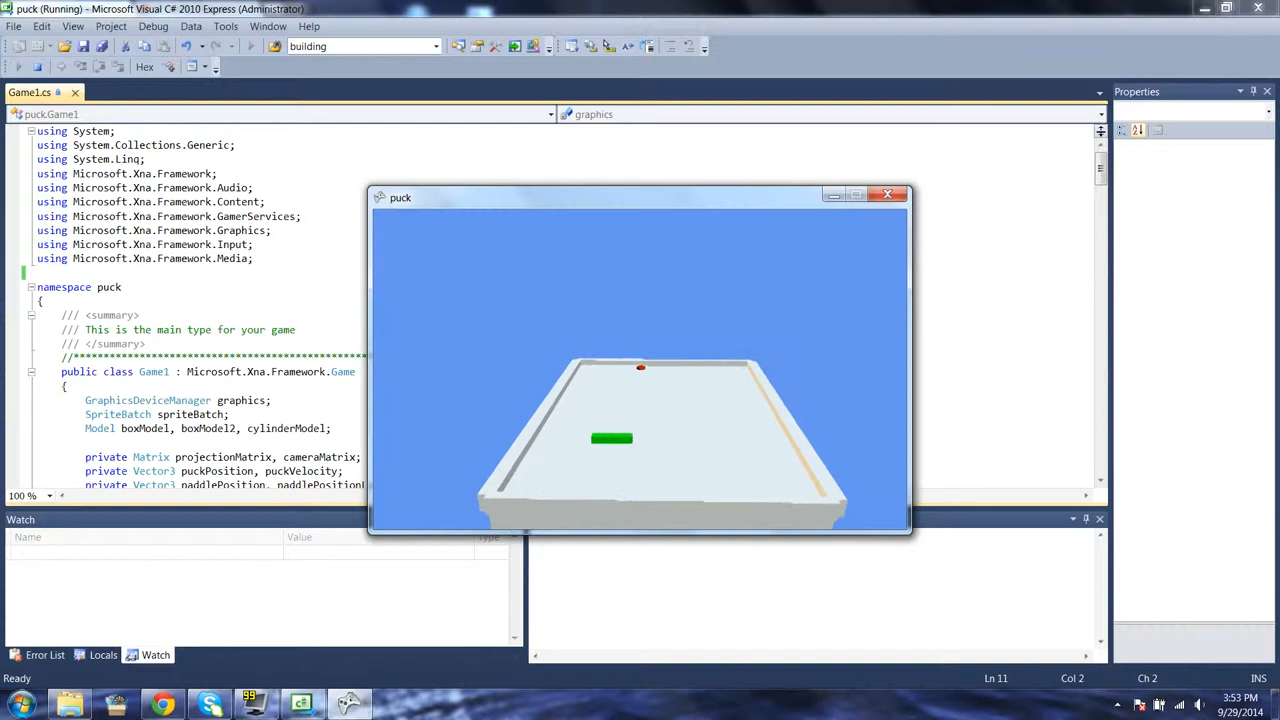 puck (Running) - Microsoft Visual C# 2010 Express (Administrator)
File Edit View Project Debug Data Tools Window Help
building
Hex
Game1.cs
Properties
puck.Game1
graphics
using System;
using System.Collections.Generic;
using System.Linq;
using Microsoft.Xna.Framework;
using Microsoft.Xna.Framework.Audio;
using Microsoft.Xna.Framework.Content;
using Microsoft.Xna.Framework.GamerServices;
using Microsoft.Xna.Framework.Graphics;
using Microsoft.Xna.Framework.Input;
using Microsoft.Xna.Framework.Media;
namespace puck
{
/// <summary>
/// This is the main type for your game
/// </summary>
//****************************************
public class Game1 : Microsoft.Xna.Framework.Game
{
GraphicsDeviceManager graphics;
SpriteBatch spriteBatch;
Model boxModel, boxModel2, cylinderModel;
private Matrix projectionMatrix, cameraMatrix;
private Vector3 puckPosition, puckVelocity;
private Vector3 paddlePosition,
100 %
puck
Watch
Name Value Type
Error List Locals Watch
Ready Ln 11 Col 2 Ch 2 INS
99
C#
3:53 PM
9/29/2014